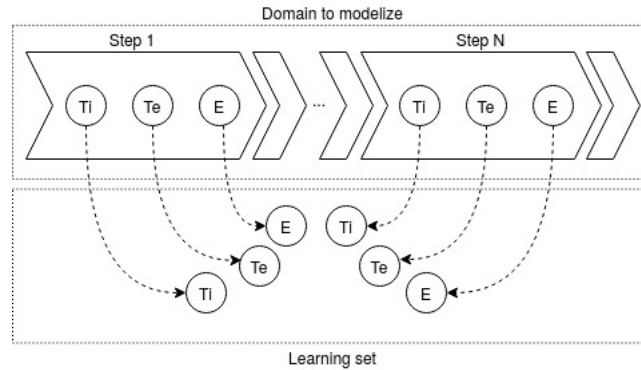 Domain to modelize
Step 1
Step N
Ti Te E ... Ti Te E
E Ti
Te Te
Ti E
Learning set